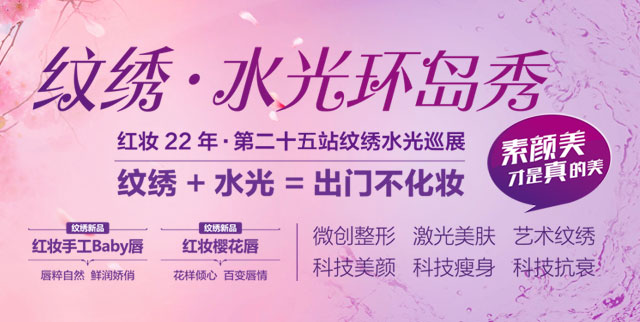 纹绣·水光环岛秀
红妆 22 年·第二十五站纹绣水光巡展
纹绣 + 水光 = 出门不化妆
素颜美
才是真的美
纹绣新品
红妆手工Baby唇
唇粹自然 鲜润娇俏
纹绣新品
红妆樱花唇
花样倾心 百变唇情
微创整形 激光美肤 艺术纹绣
科技美颜 科技瘦身 科技抗衰